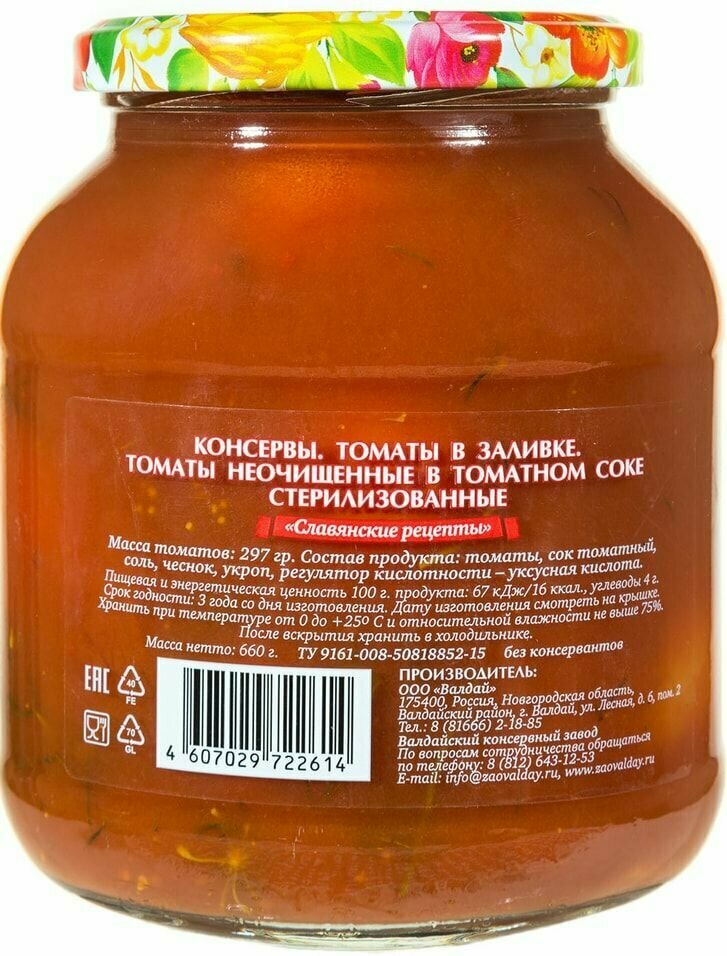 КОНСЕРВЫ. ТОМАТЫ В ЗАЛИВКЕ.
ТОМАТЫ НЕОЧИЩЕННЫЕ В ТОМАТНОМ СОКЕ
СТЕРИЛИЗОВАННЫЕ
«Славянские рецепты»
Масса томатов: 297 гр. Состав продукта: томаты, сок томатный,
соль, чеснок, укроп, регулятор кислотности – уксусная кислота.
Пищевая и энергетическая ценность 100 г. продукта: 67 кДж/16 ккал., углеводы 4 г.
Срок годности: 3 года со дня изготовления. Дату изготовления смотреть на крышке.
Хранить при температуре от 0 до +250 С и относительной влажности не выше 75%.
После вскрытия хранить в холодильнике.
Масса нетто: 660 г. ТУ 9161-008-50818852-15 без консервантов
EAC 40
FE
70
GL
4 607029 722614
ПРОИЗВОДИТЕЛЬ:
ООО «Валдай»
175400, Россия, Новгородская область,
Валдайский район, г. Валдай, ул. Лесная, д. 6, пом. 2
Тел.: 8 (81666) 2-18-85
Валдайский консервный завод
По вопросам сотрудничества обращаться
по телефону: 8 (812) 643-12-53
E-mail: info@zaovalday.ru, www.zaovalday.ru